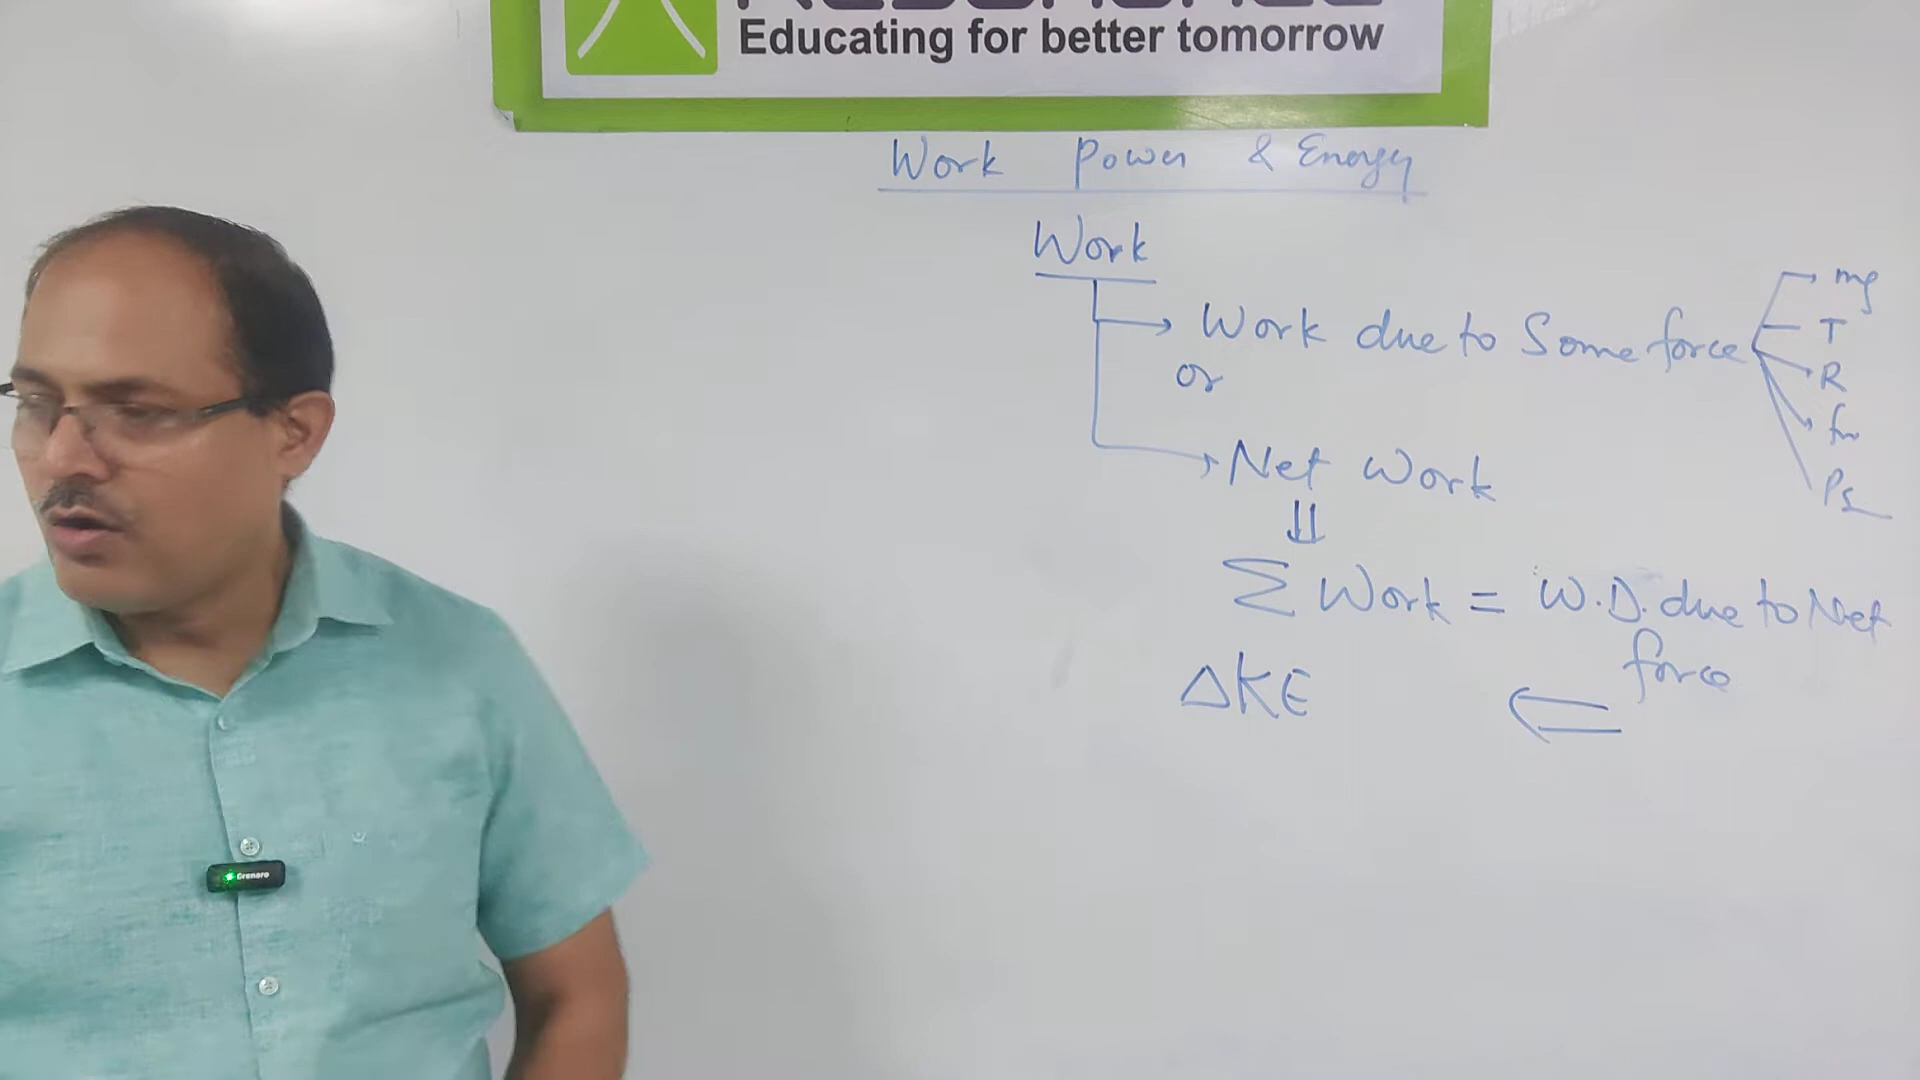 Educating for better tomorrow
Work Power & Energy
Work
Work due to Some force
mg
T
R
or
Net Work
⇓
Σ Work = W.D. due to Net
force
ΔKE ⇐